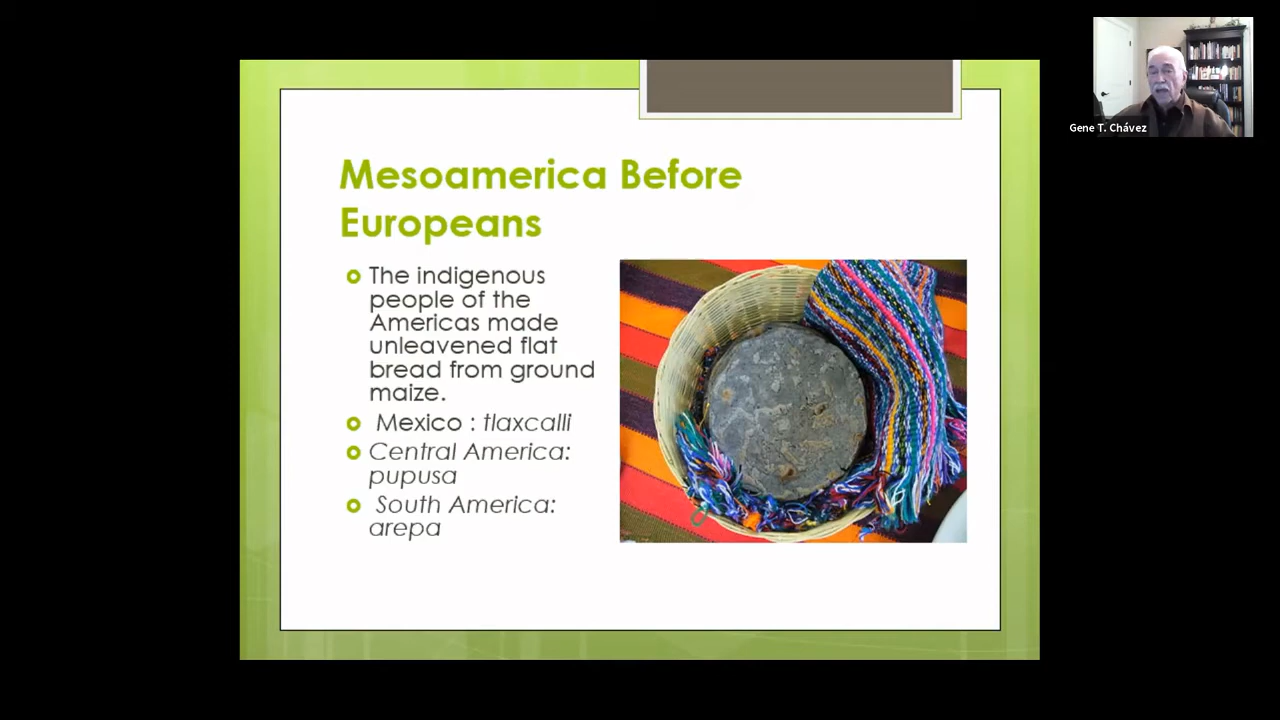 Gene T. Chávez
Mesoamerica Before
Europeans
The indigenous
people of the
Americas made
unleavened flat
bread from ground
maize.
Mexico : tlaxcalli
Central America:
pupusa
South America:
arepa